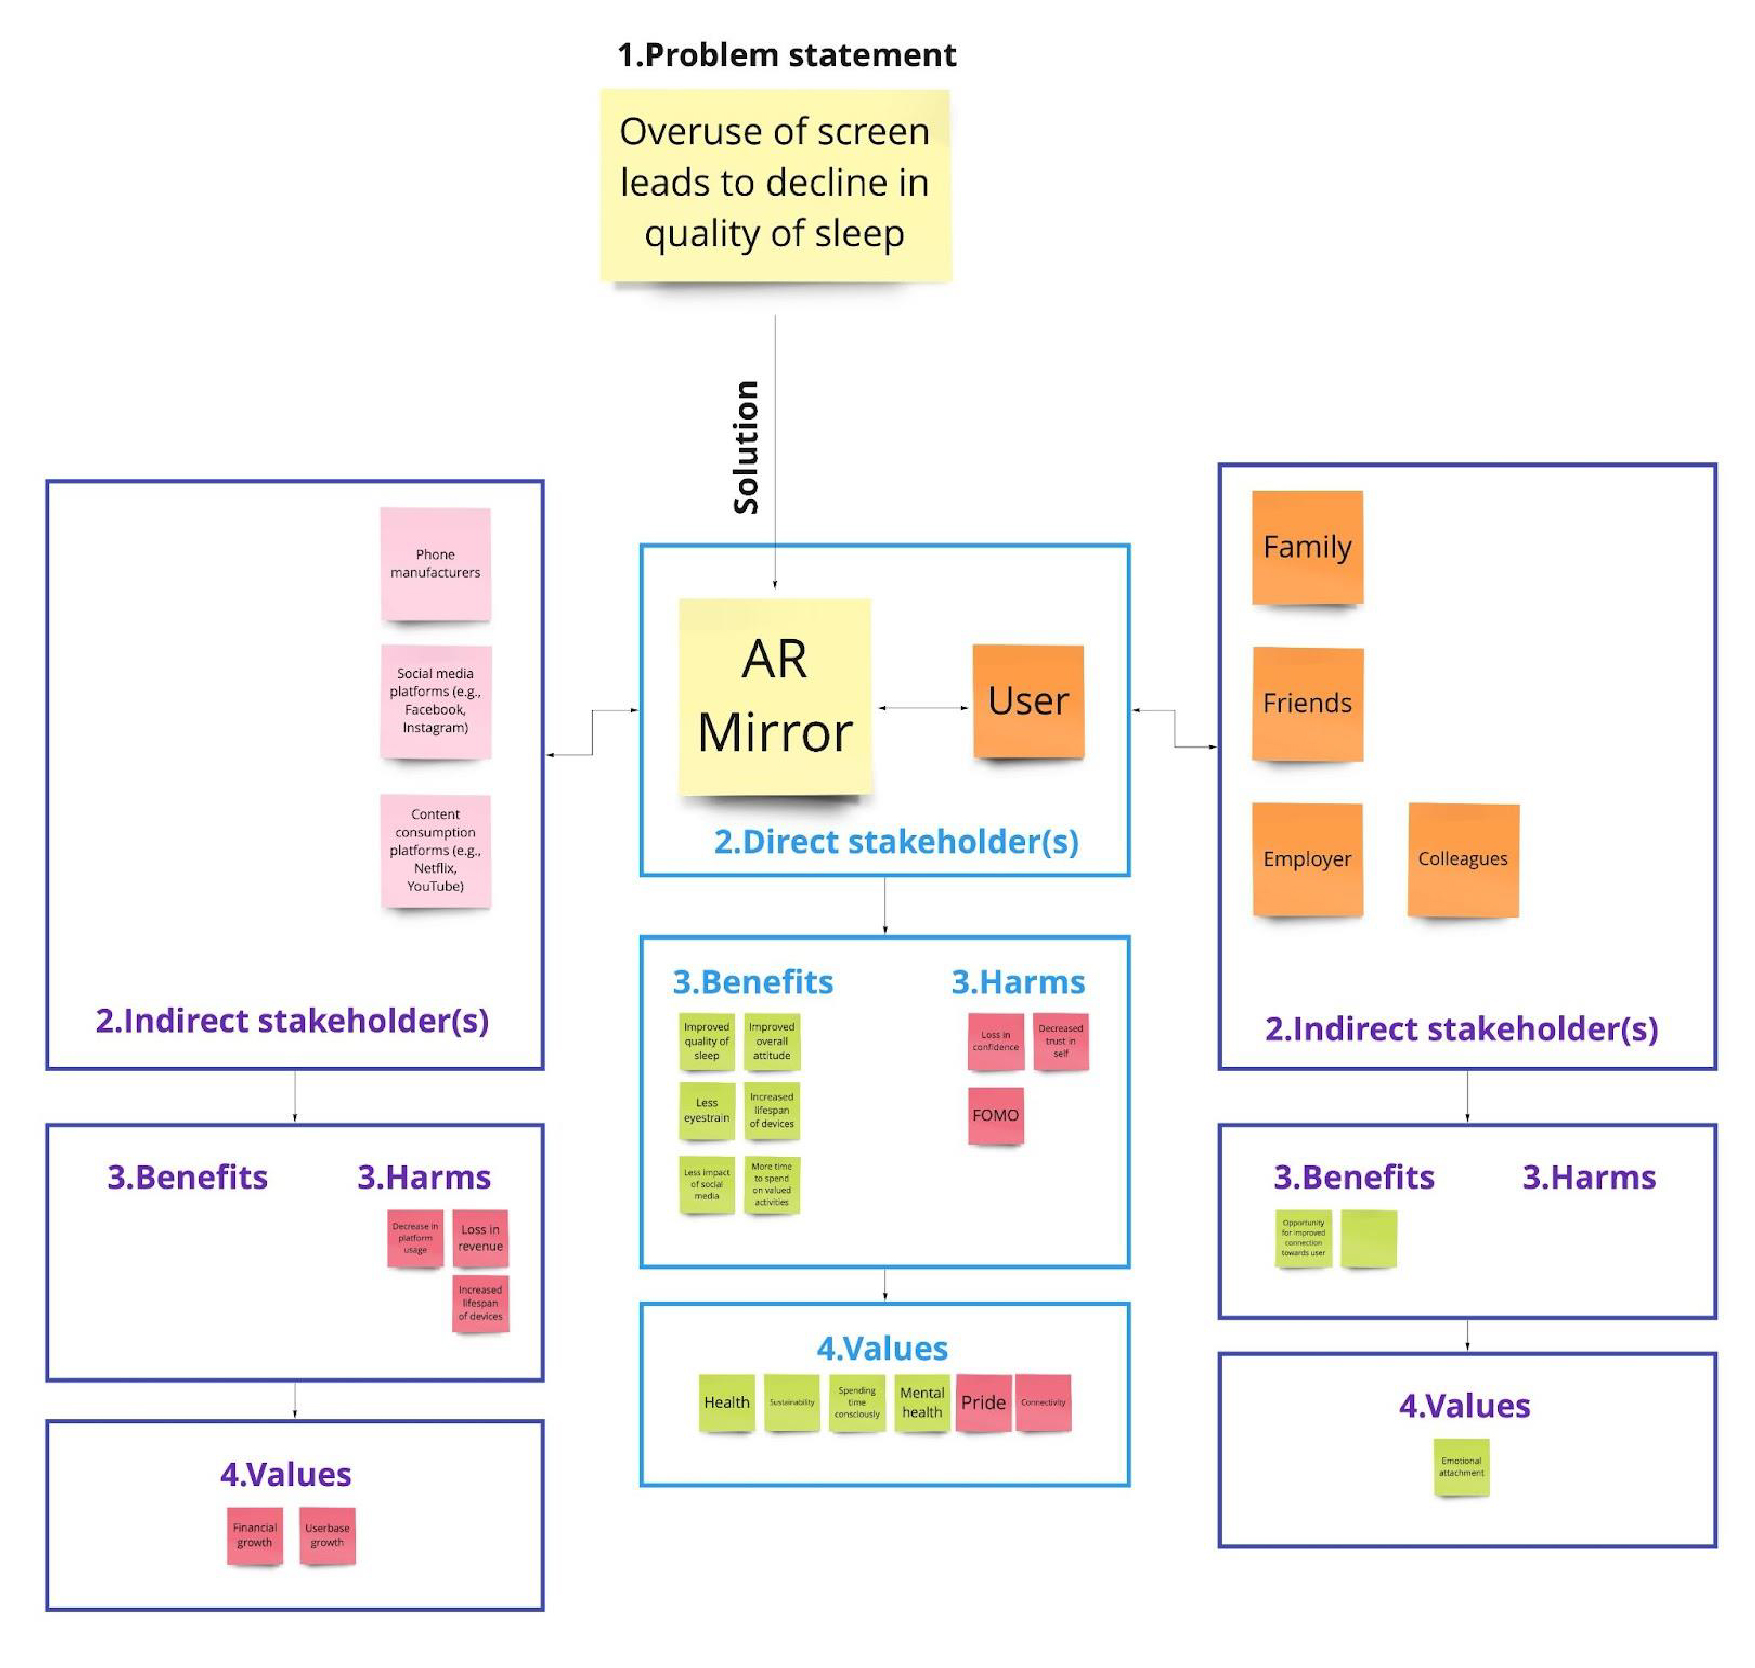 1.Problem statement
Overuse of screen
leads to decline in
quality of sleep
Solution
Phone
manufacturers
Social media
platforms (e.g.,
Facebook,
Instagram)
Content
consumption
platforms (e.g.,
Netflix,
YouTube)
2.Indirect stakeholder(s)
AR
Mirror
User
2.Direct stakeholder(s)
Family
Friends
Employer
Colleagues
2.Indirect stakeholder(s)
3.Benefits
3.Harms
Decrease in
platform
usage
Loss in
revenue
Increased
lifespan
of devices
4.Values
Financial
growth
Userbase
growth
3.Benefits
3.Harms
Improved
quality of
sleep
Improved
overall
attitude
Less
eyestrain
Increased
lifespan
of devices
Less impact
of social
media
More time
to spend
on valued
activities
Loss in
confidence
Decreased
trust in
self
FOMO
4.Values
Health
Sustainability
Spending
time
consciously
Mental
health
Pride
Connectivity
3.Benefits
3.Harms
Opportunity
for improved
connection
towards user
4.Values
Emotional
attachment